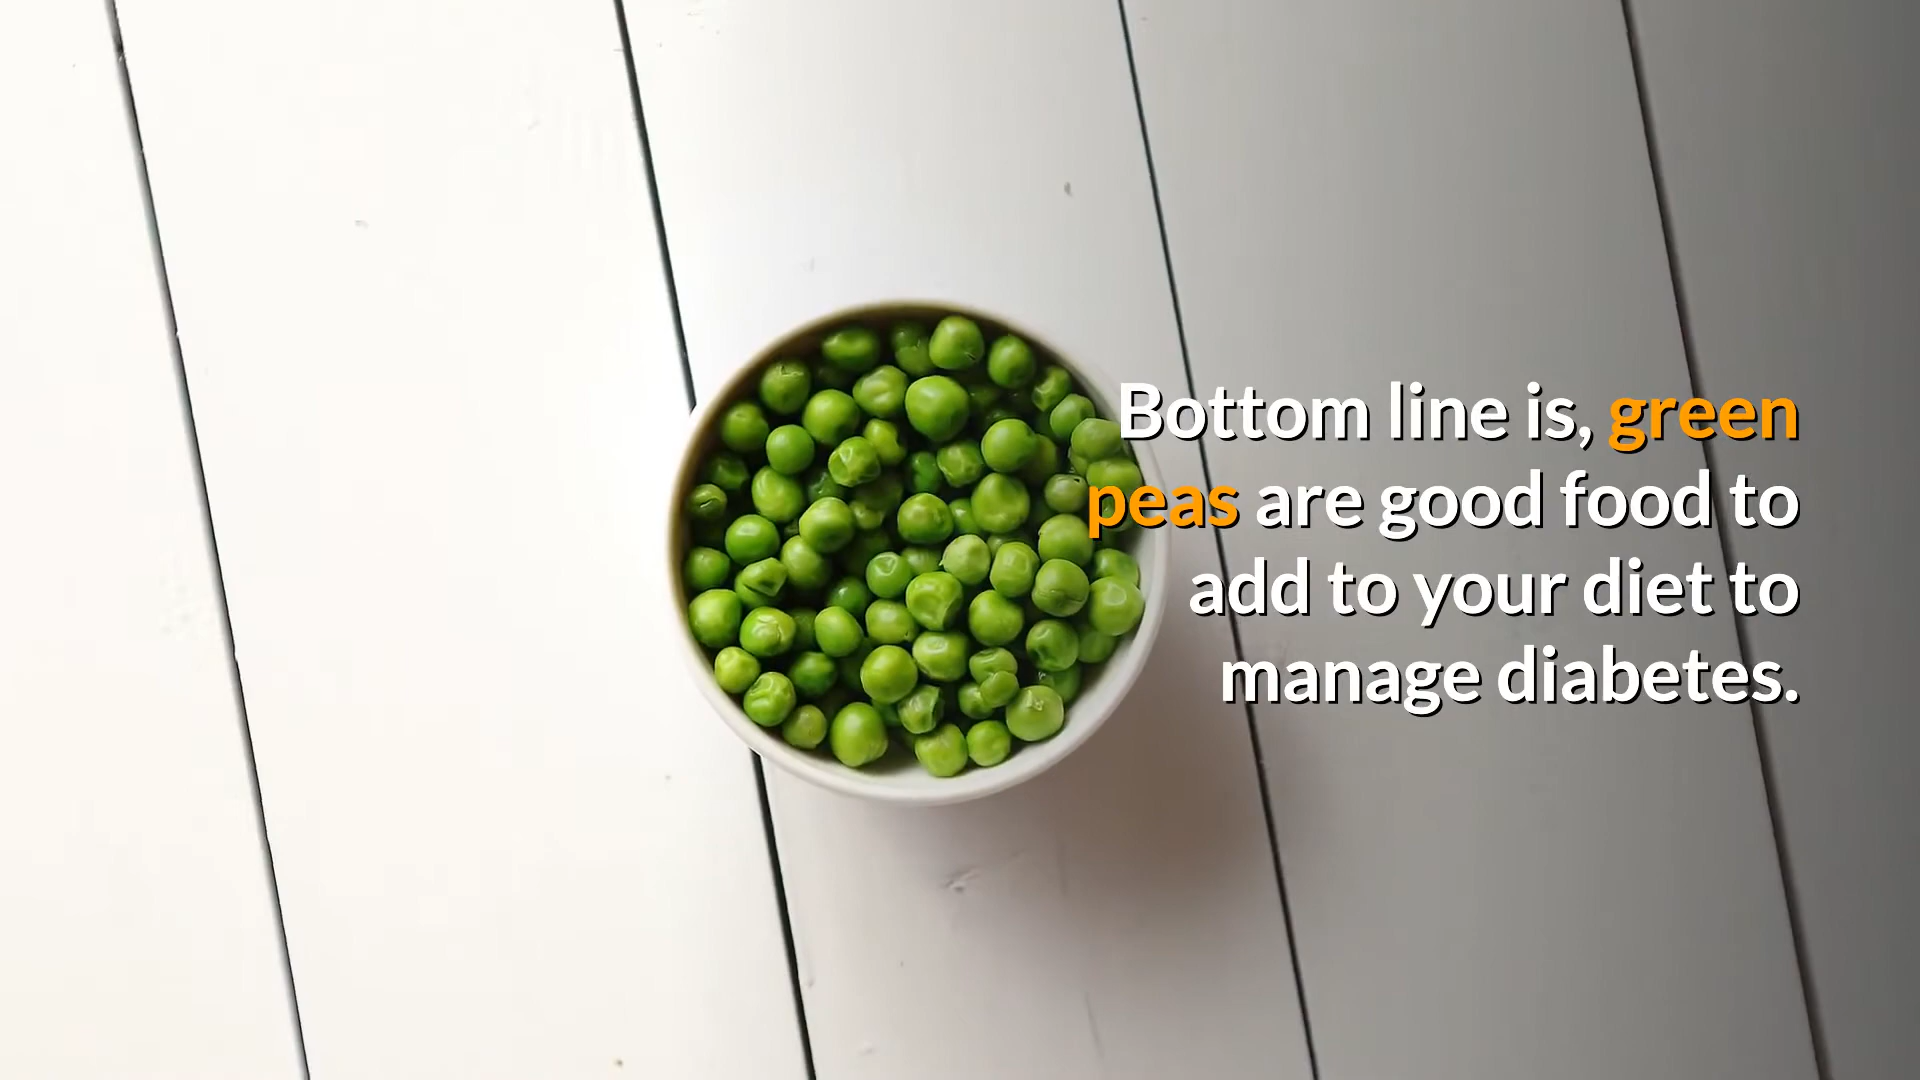 Bottom line is, green
peas are good food to
add to your diet to
manage diabetes.